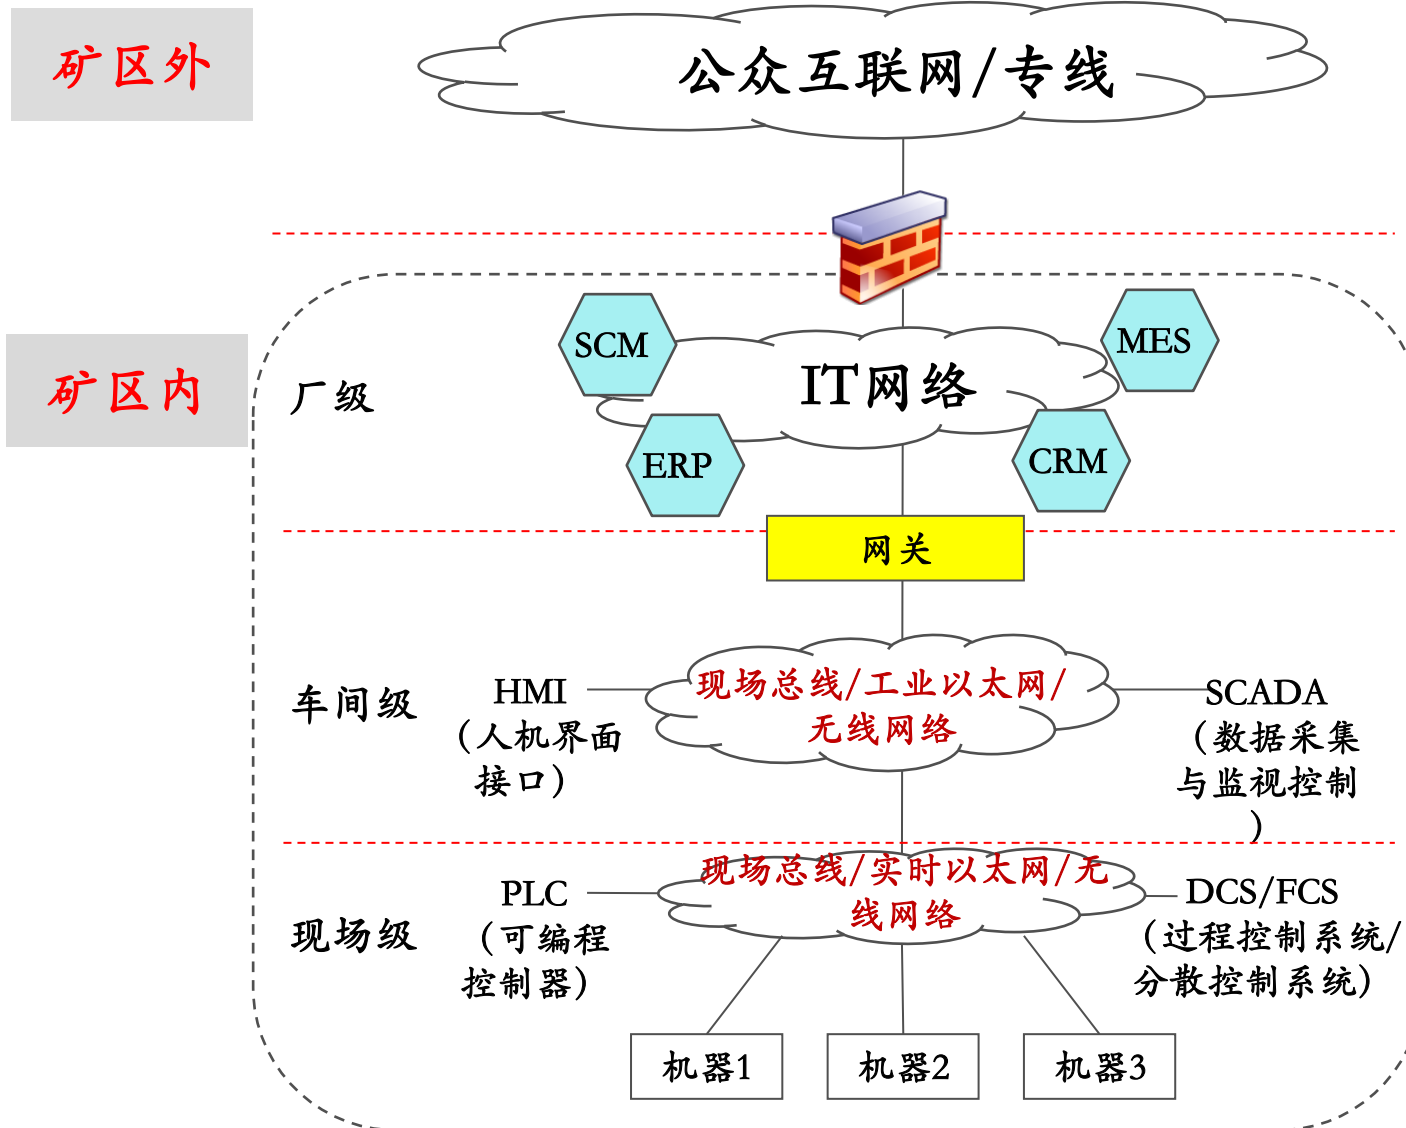 矿区外
公众互联网/专线
矿区内
厂级
SCM
MES
IT网络
ERP
CRM
网关
车间级
HMI
（人机界面
接口）
现场总线/工业以太网/
无线网络
SCADA
（数据采集
与监视控制
）
现场级
PLC
（可编程
控制器）
现场总线/实时以太网/无
线网络
DCS/FCS
（过程控制系统/
分散控制系统）
机器1
机器2
机器3